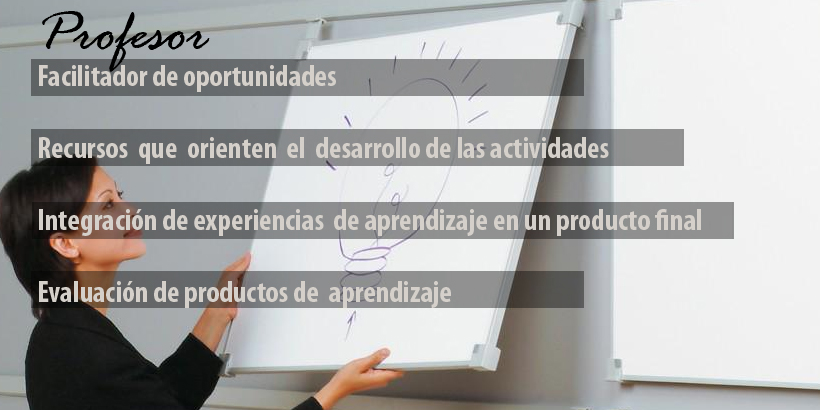 Profesor
Facilitador de oportunidades
Recursos que orienten el desarrollo de las actividades
Integración de experiencias de aprendizaje en un producto final
Evaluación de productos de aprendizaje